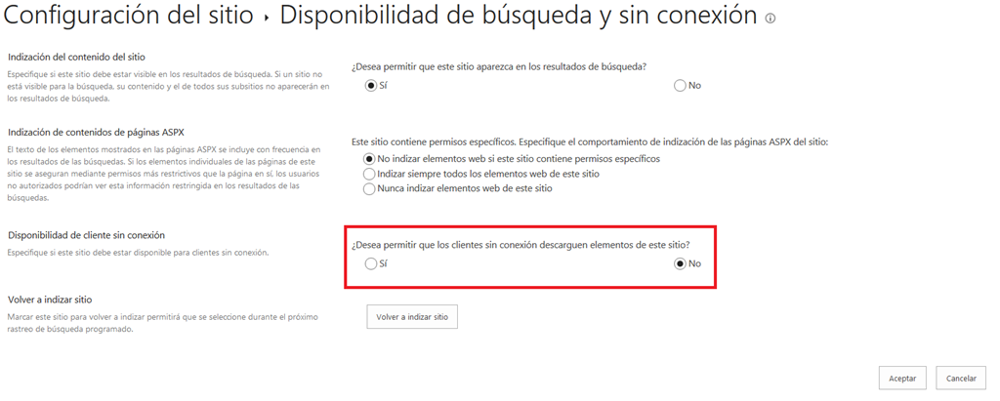 Configuración del sitio ▸ Disponibilidad de búsqueda y sin conexión
Indización del contenido del sitio
Especifique si este sitio debe estar visible en los resultados de búsqueda. Si un sitio no
está visible para la búsqueda, su contenido y el de todos sus subsitios no aparecerán en
los resultados de búsqueda.
¿Desea permitir que este sitio aparezca en los resultados de búsqueda?
Sí
No
Indización de contenidos de páginas ASPX
El texto de los elementos mostrados en las páginas ASPX se incluye con frecuencia en
los resultados de las búsquedas. Si los elementos individuales de las páginas de este
sitio se aseguran mediante permisos más restrictivos que la página en sí, los usuarios
no autorizados podrían ver esta información restringida en los resultados de las
búsquedas.
Este sitio contiene permisos específicos. Especifique el comportamiento de indización de las páginas ASPX del sitio:
No indizar elementos web si este sitio contiene permisos específicos
Indizar siempre todos los elementos web de este sitio
Nunca indizar elementos web de este sitio
Disponibilidad de cliente sin conexión
Especifique si este sitio debe estar disponible para clientes sin conexión.
¿Desea permitir que los clientes sin conexión descarguen elementos de este sitio?
Sí
No
Volver a indizar sitio
Marcar este sitio para volver a indizar permitirá que se seleccione durante el próximo
rastreo de búsqueda programado.
Volver a indizar sitio
Aceptar
Cancelar